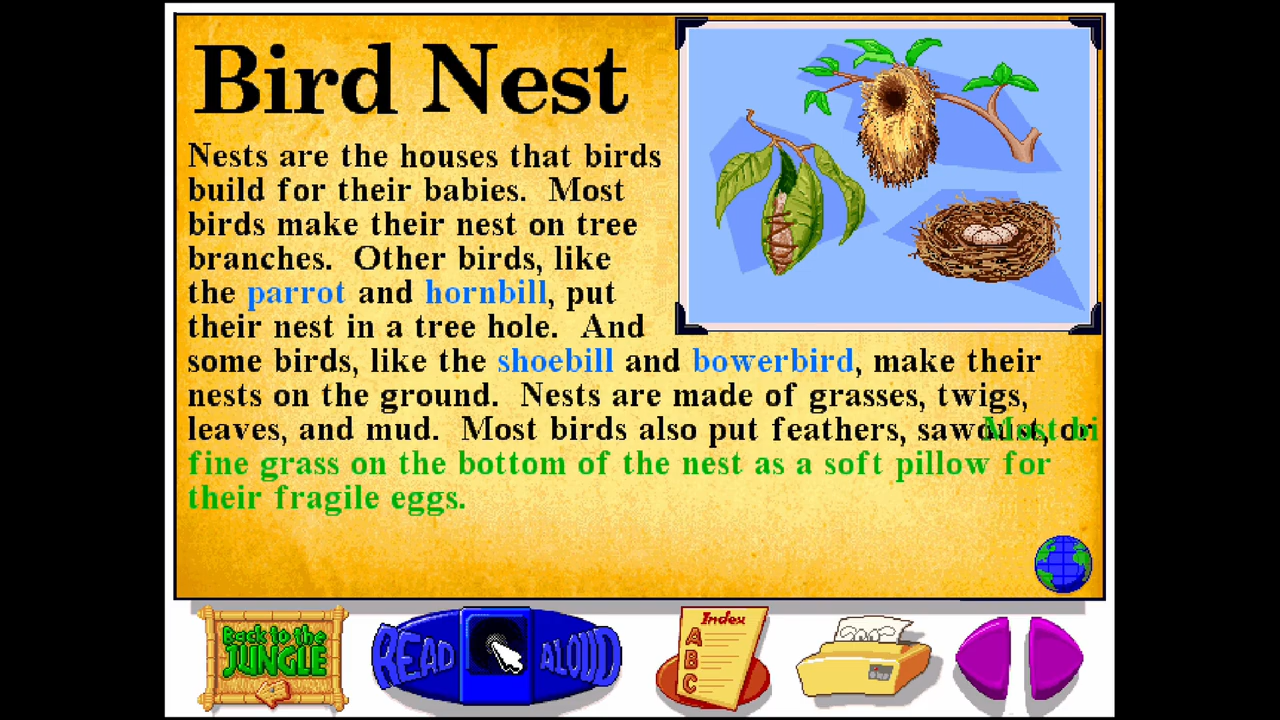 Bird Nest
Nests are the houses that birds
build for their babies.  Most
birds make their nest on tree
branches.  Other birds, like
the parrot and hornbill, put
their nest in a tree hole.  And
some birds, like the shoebill and bowerbird, make their
nests on the ground.  Nests are made of grasses, twigs,
leaves, and mud.  Most birds also put feathers, sawdust, or
Most bi
fine grass on the bottom of the nest as a soft pillow for
their fragile eggs.
Back to the
JUNGLE
READ ALOUD
Index
A
B
C